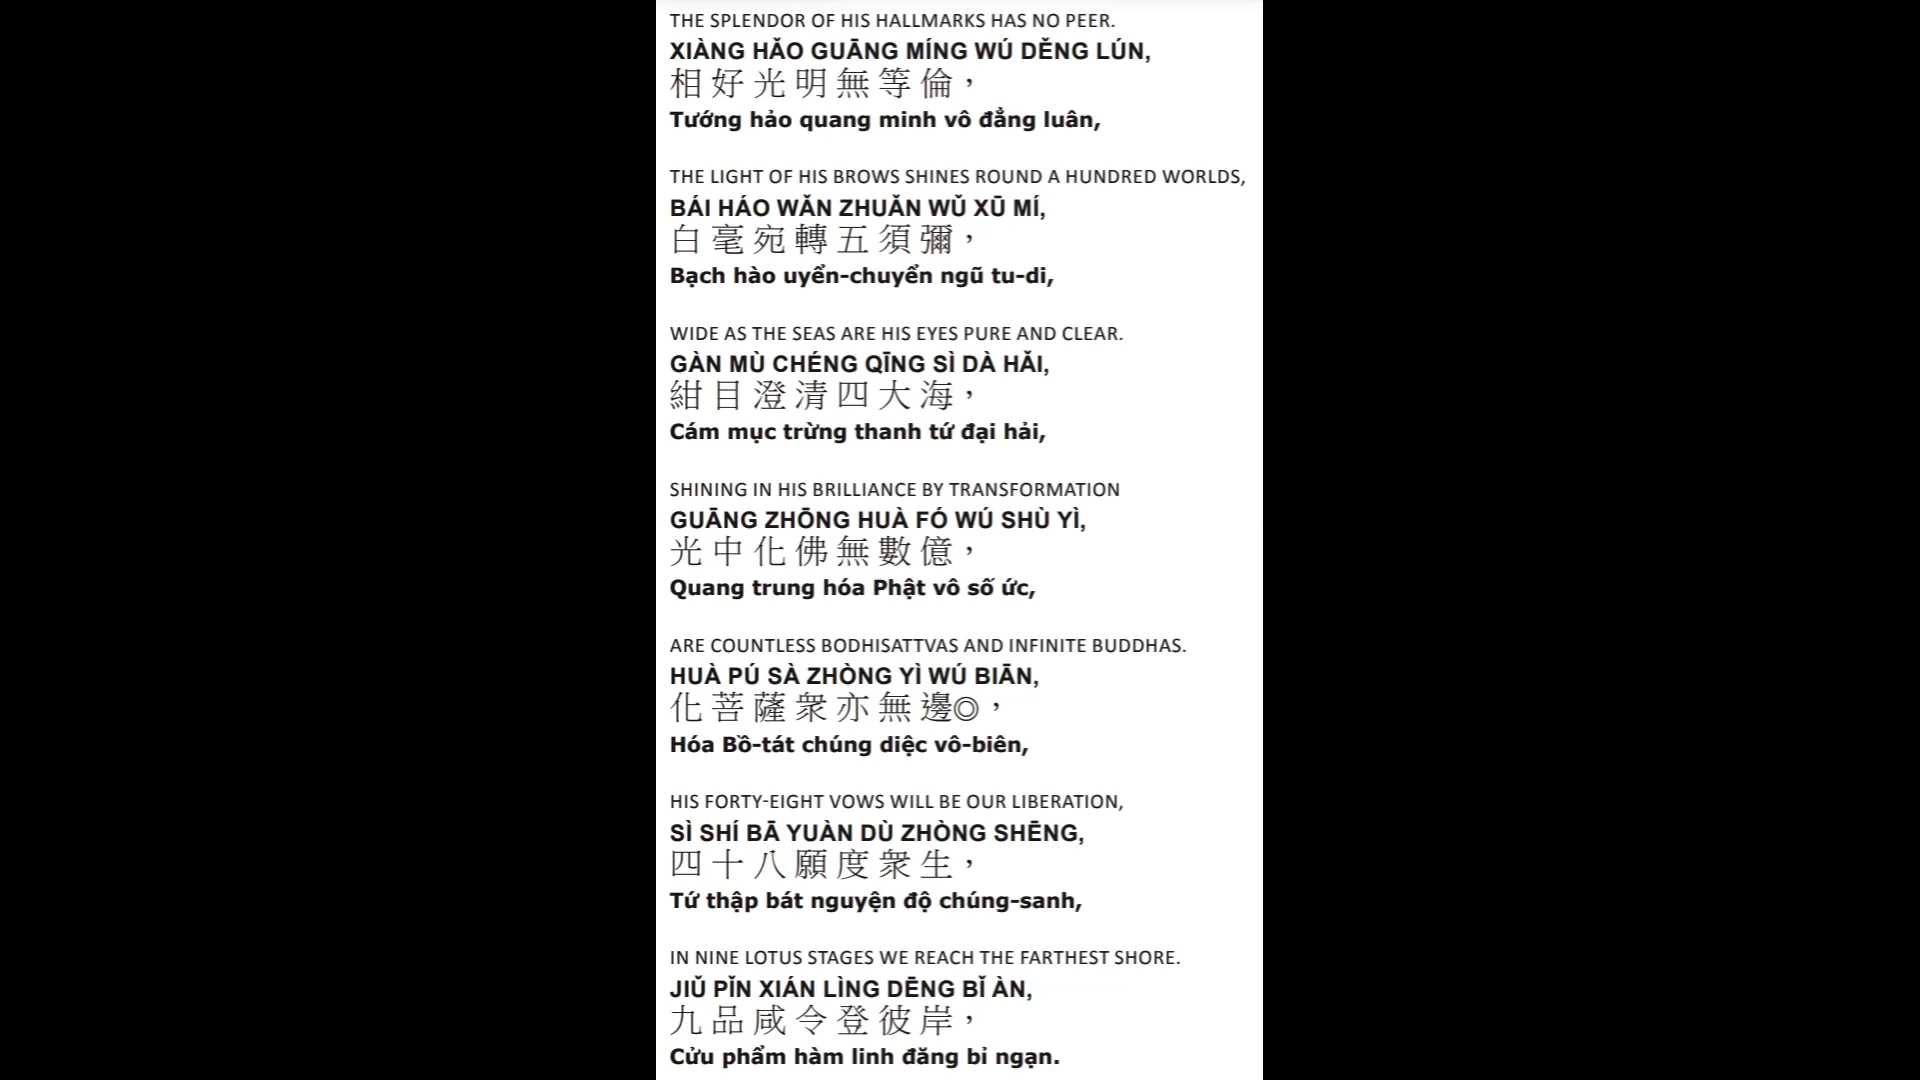 THE SPLENDOR OF HIS HALLMARKS HAS NO PEER.
XIÀNG HǍO GUĀNG MÍNG WÚ DĚNG LÚN,
相好光明無等倫，
Tướng hảo quang minh vô đẳng luân,
THE LIGHT OF HIS BROWS SHINES ROUND A HUNDRED WORLDS,
BÁI HÁO WǍN ZHUǍN WǓ XŪ MÍ,
白毫宛轉五須彌，
Bạch hào uyển-chuyển ngũ tu-di,
WIDE AS THE SEAS ARE HIS EYES PURE AND CLEAR.
GÀN MÙ CHÉNG QĪNG SÌ DÀ HǍI,
紺目澄清四大海，
Cám mục trừng thanh tứ đại hải,
SHINING IN HIS BRILLIANCE BY TRANSFORMATION
GUĀNG ZHŌNG HUÀ FÓ WÚ SHÙ YÌ,
光中化佛無數億，
Quang trung hóa Phật vô số ức,
ARE COUNTLESS BODHISATTVAS AND INFINITE BUDDHAS.
HUÀ PÚ SÀ ZHÒNG YÌ WÚ BIĀN,
化菩薩眾亦無邊◎，
Hóa Bồ-tát chúng diệc vô-biên,
HIS FORTY-EIGHT VOWS WILL BE OUR LIBERATION,
SÌ SHÍ BĀ YUÀN DÙ ZHÒNG SHĒNG,
四十八願度眾生，
Tứ thập bát nguyện độ chúng-sanh,
IN NINE LOTUS STAGES WE REACH THE FARTHEST SHORE.
JIǓ PǏN XIÁN LÌNG DĒNG BǏ ÀN,
九品咸令登彼岸，
Cửu phẩm hàm linh đăng bỉ ngạn.